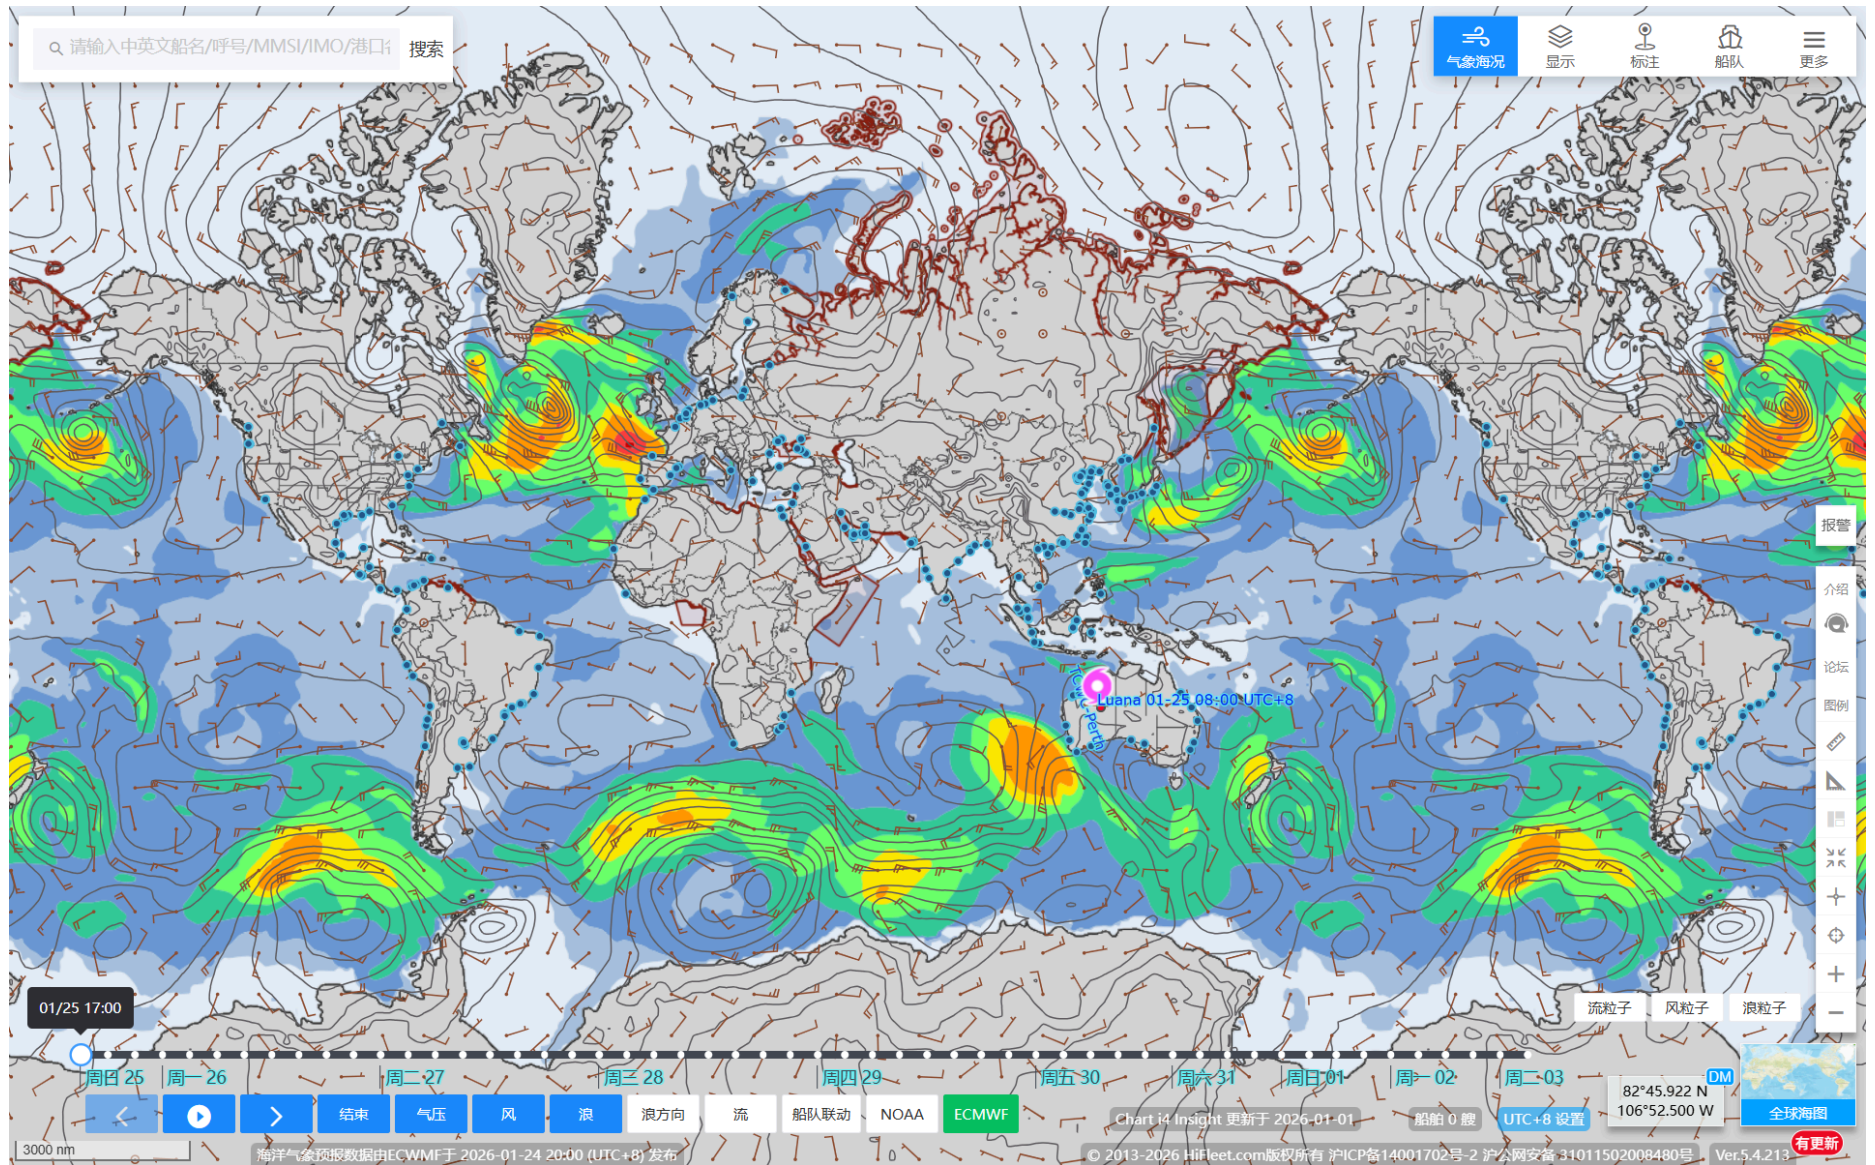 请输入中英文船名/呼号/MMSI/IMO/港口
搜索
气象海况
显示
标注
船队
更多
报警
介绍
论坛
图例
Luana 01-25 08:00 UTC+8
Perth
流粒子
风粒子
浪粒子
01/25 17:00
周日 25
周一 26
周二 27
周三 28
周四 29
周五 30
周六 31
周日 01
周一 02
周二 03
结束
气压
风
浪
浪方向
流
船队联动
NOAA
ECMWF
Chart i4 Insight 更新于 2026-01-01
船舶 0 艘
UTC+8 设置
82°45.922 N
106°52.500 W
DM
全球海图
3000 nm
海洋气象预报数据由ECWMF于 2026-01-24 20:00 (UTC+8) 发布
© 2013-2026 HiFleet.com版权所有 沪ICP备14001702号-2 沪公网安备 31011502008480号
Ver.5.4.213
有更新